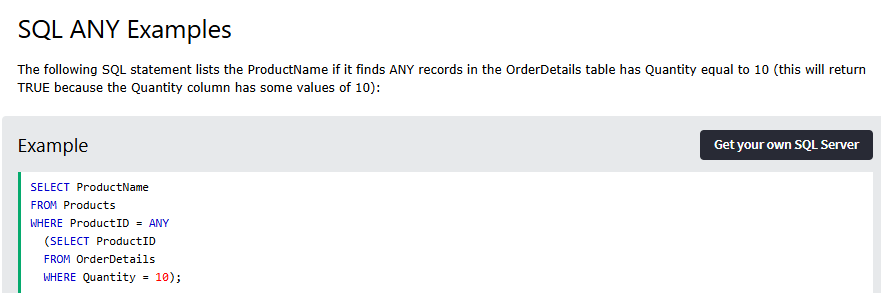 SQL ANY Examples
The following SQL statement lists the ProductName if it finds ANY records in the OrderDetails table has Quantity equal to 10 (this will return
TRUE because the Quantity column has some values of 10):
Example
Get your own SQL Server
SELECT ProductName
FROM Products
WHERE ProductID = ANY
  (SELECT ProductID
  FROM OrderDetails
  WHERE Quantity = 10);